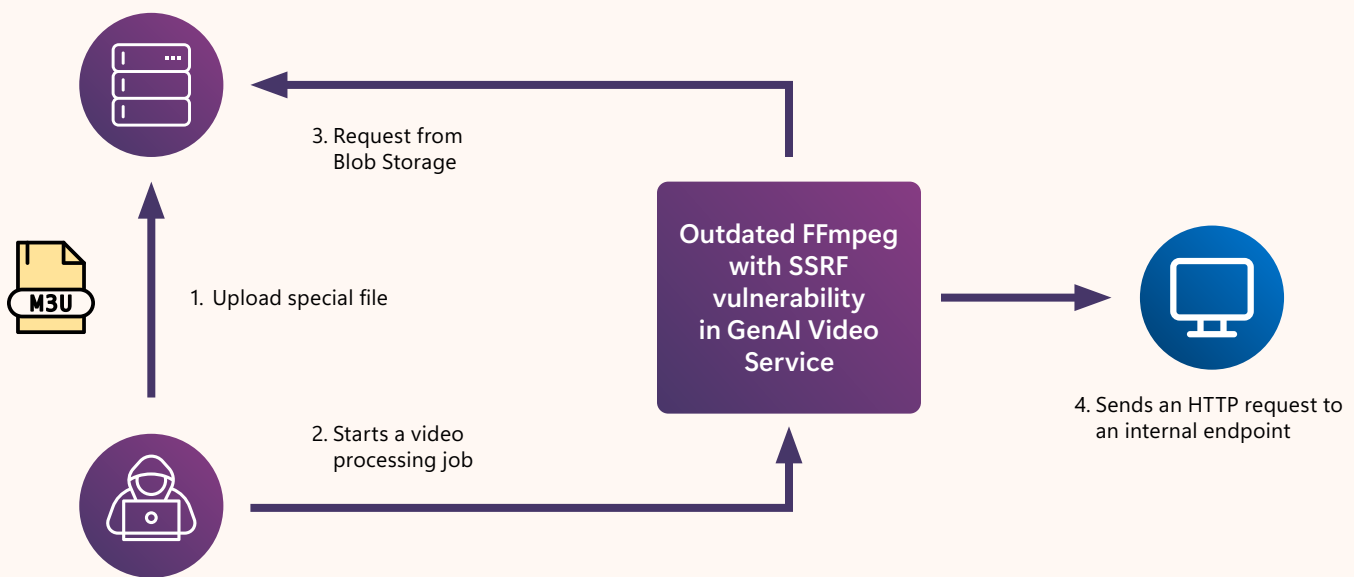 3. Request from
Blob Storage
M3U
1. Upload special file
Outdated FFmpeg
with SSRF
vulnerability
in GenAI Video
Service
2. Starts a video
processing job
4. Sends an HTTP request to
an internal endpoint